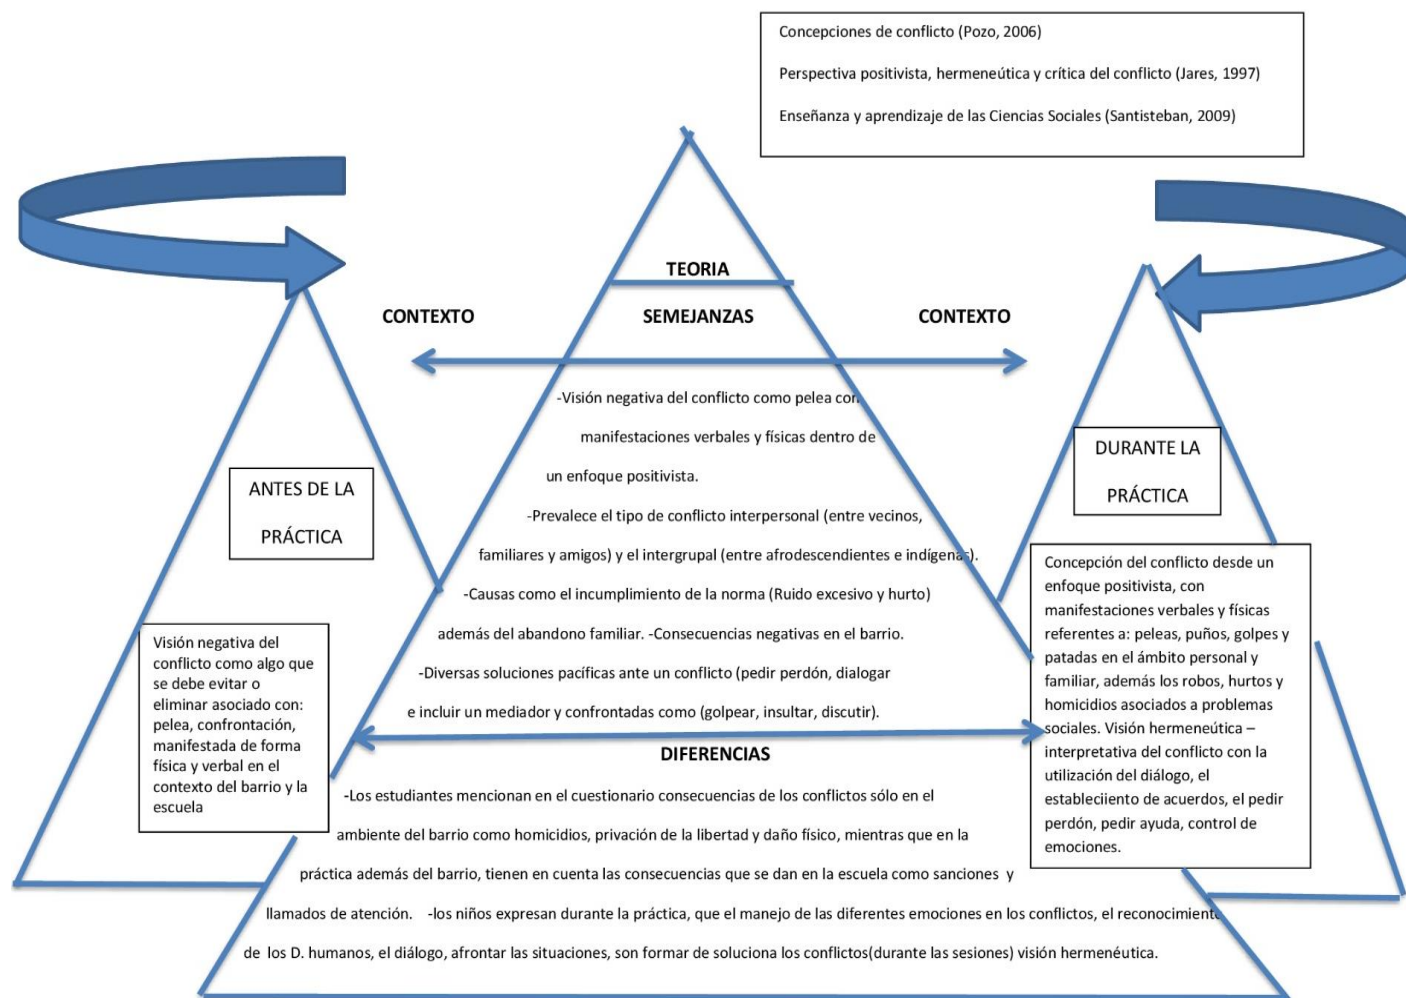 Concepciones de conflicto (Pozo, 2006)
Perspectiva positivista, hermeneútica y crítica del conflicto (Jares, 1997)
Enseñanza y aprendizaje de las Ciencias Sociales (Santisteban, 2009)
TEORIA
CONTEXTO
SEMEJANZAS
CONTEXTO
-Visión negativa del conflicto como pelea con
manifestaciones verbales y físicas dentro de
un enfoque positivista.
-Prevalece el tipo de conflicto interpersonal (entre vecinos,
familiares y amigos) y el intergrupal (entre afrodescendientes e indígenas).
-Causas como el incumplimiento de la norma (Ruido excesivo y hurto)
además del abandono familiar. -Consecuencias negativas en el barrio.
-Diversas soluciones pacíficas ante un conflicto (pedir perdón, dialogar
e incluir un mediador y confrontadas como (golpear, insultar, discutir).
ANTES DE LA
PRÁCTICA
Visión negativa del
conflicto como algo que
se debe evitar o
eliminar asociado con:
pelea, confrontación,
manifestada de forma
física y verbal en el
contexto del barrio y la
escuela
DURANTE LA
PRÁCTICA
Concepción del conflicto desde un
enfoque positivista, con
manifestaciones verbales y físicas
referentes a: peleas, puños, golpes y
patadas en el ámbito personal y
familiar, además los robos, hurtos y
homicidios asociados a problemas
sociales. Visión hermeneútica –
interpretativa del conflicto con la
utilización del diálogo, el
estableciiento de acuerdos, el pedir
perdón, pedir ayuda, control de
emociones.
DIFERENCIAS
-Los estudiantes mencionan en el cuestionario consecuencias de los conflictos sólo en el
ambiente del barrio como homicidios, privación de la libertad y daño físico, mientras que en la
práctica además del barrio, tienen en cuenta las consecuencias que se dan en la escuela como sanciones y
llamados de atención. -los niños expresan durante la práctica, que el manejo de las diferentes emociones en los conflictos, el reconocimiento
de los D. humanos, el diálogo, afrontar las situaciones, son formar de soluciona los conflictos(durante las sesiones) visión hermenéutica.